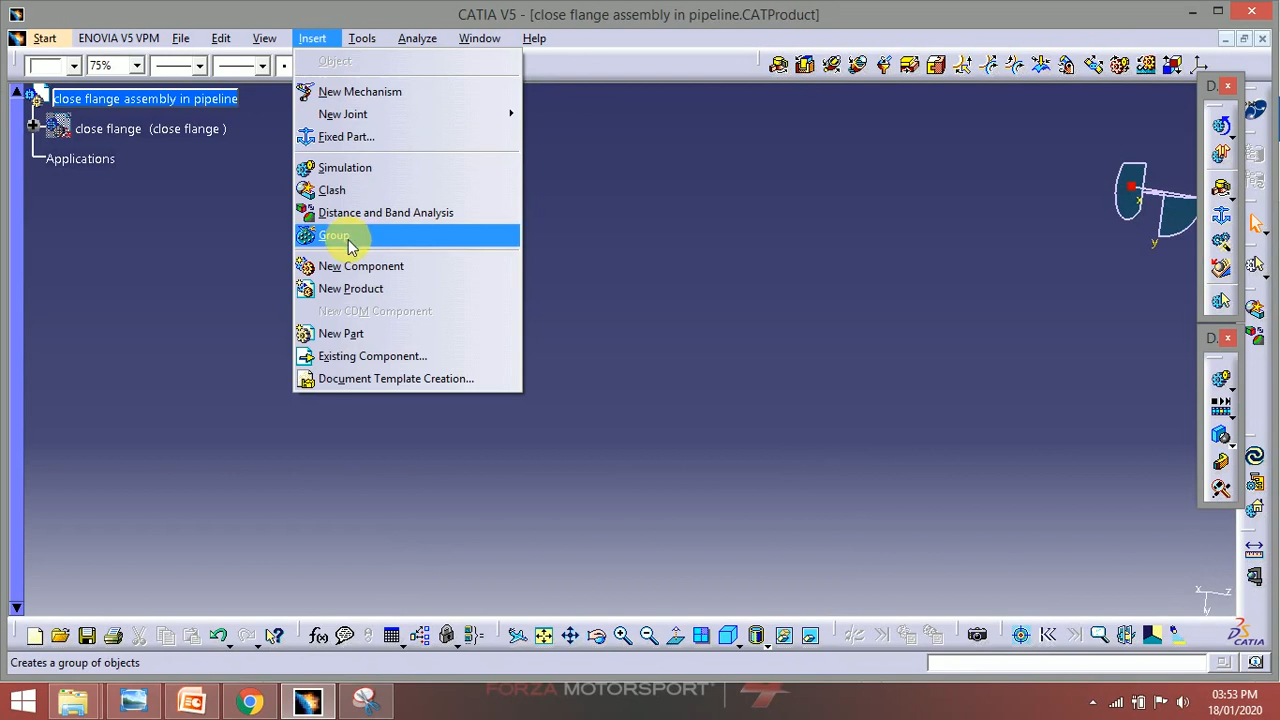 CATIA V5 - [close flange assembly in pipeline.CATProduct]
Start ENOVIA V5 VPM File Edit View Insert Tools Analyze Window Help
75%
Object
New Mechanism
New Joint
Fixed Part...
Simulation
Clash
Distance and Band Analysis
Group
New Component
New Product
New CDM Component
New Part
Existing Component...
Document Template Creation...
close flange assembly in pipeline
close flange (close flange )
Applications
D..
D..
x
y
x
z
y
f(x)
CATIA
Creates a group of objects
FORZA MOTORSPORT
03:53 PM
18/01/2020